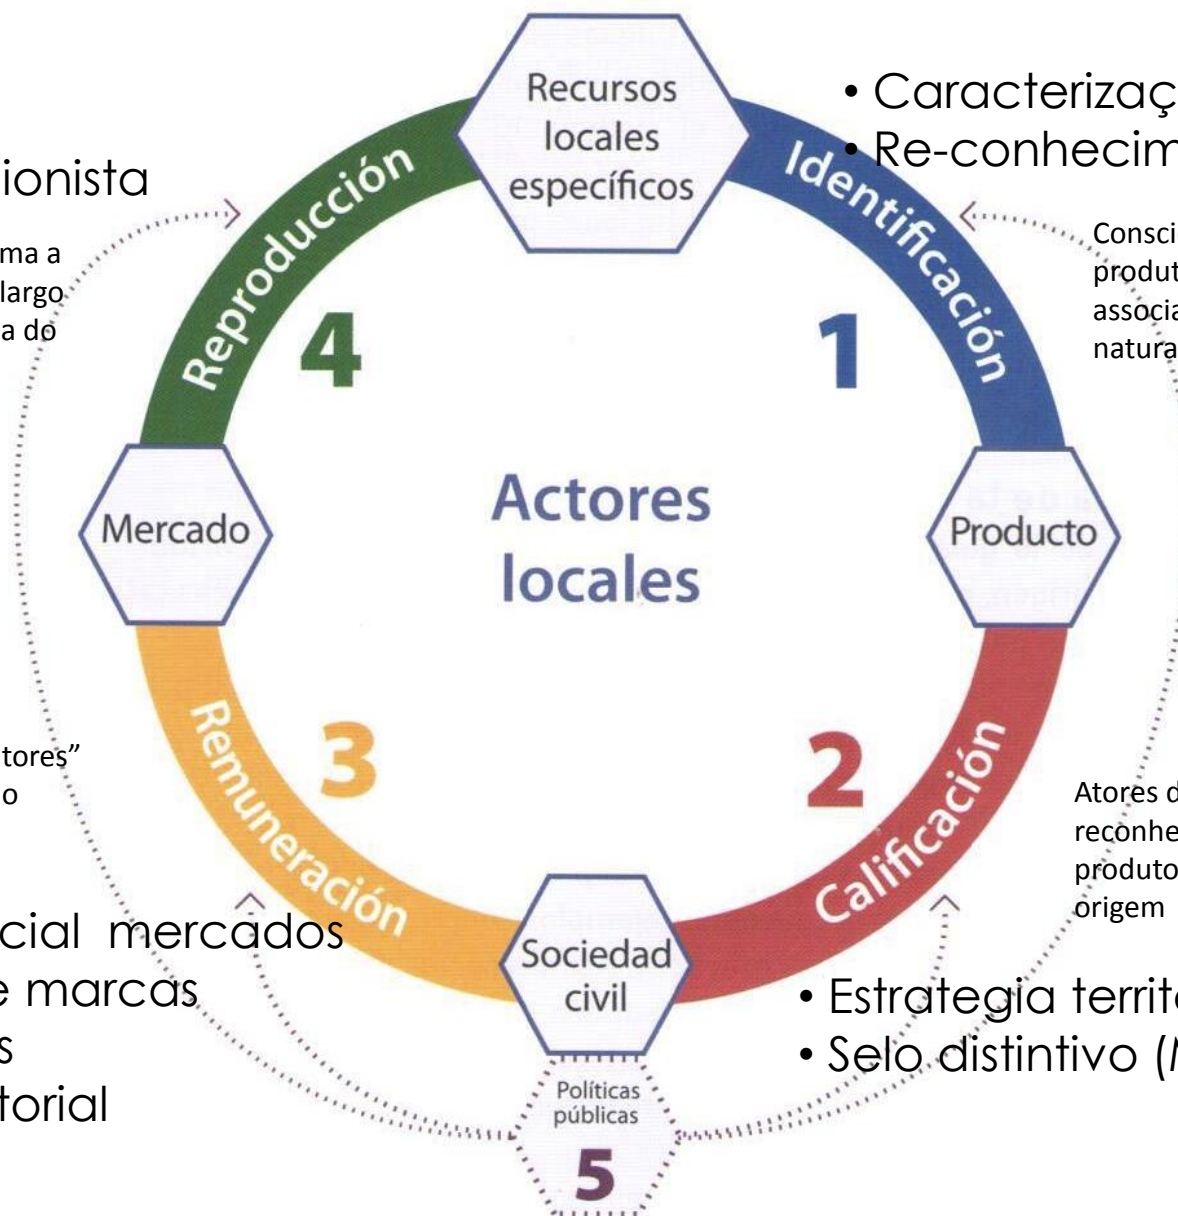 Recursos
locales
específicos
• Caracterizaç
• Re-conhecim
ionista
Identificación
Reproducción
ma a
largo
a do
Conscie
produt
associa
natura
4
1
Mercado
Actores
locales
Producto
Remuneración
3
2
Calificación
tores”
o
Atores d
reconhe
produto
origem
cial mercados
e marcas
s
torial
Sociedad
civil
• Estrategia territo
• Selo distintivo (M
Políticas
públicas
5